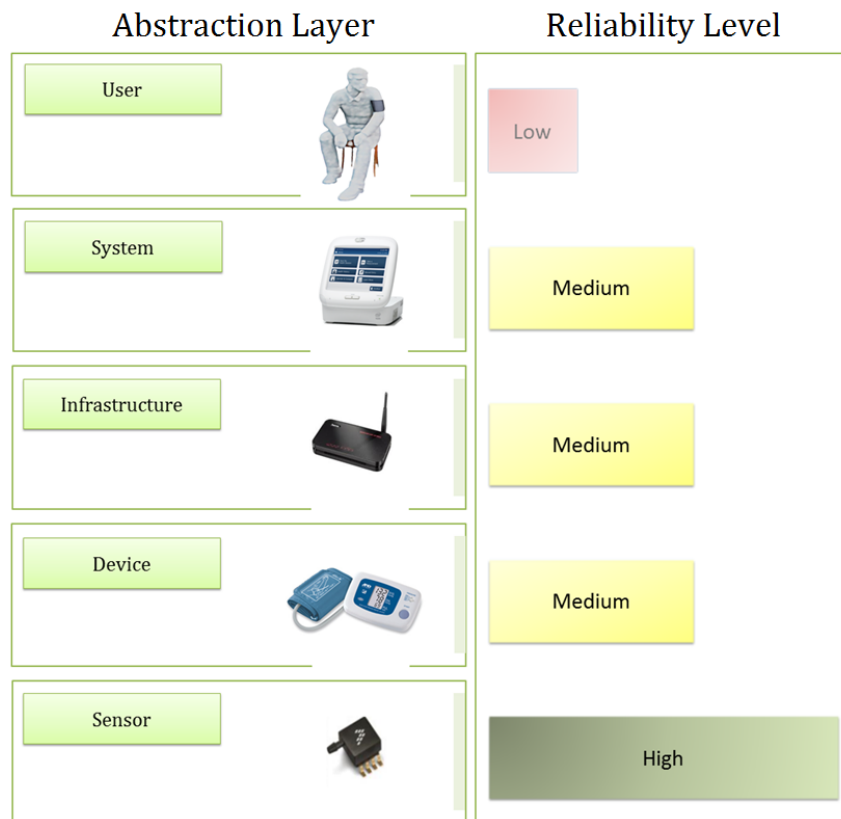 Abstraction Layer
Reliability Level
User
Low
System
Medium
Infrastructure
Medium
Device
Medium
Sensor
High